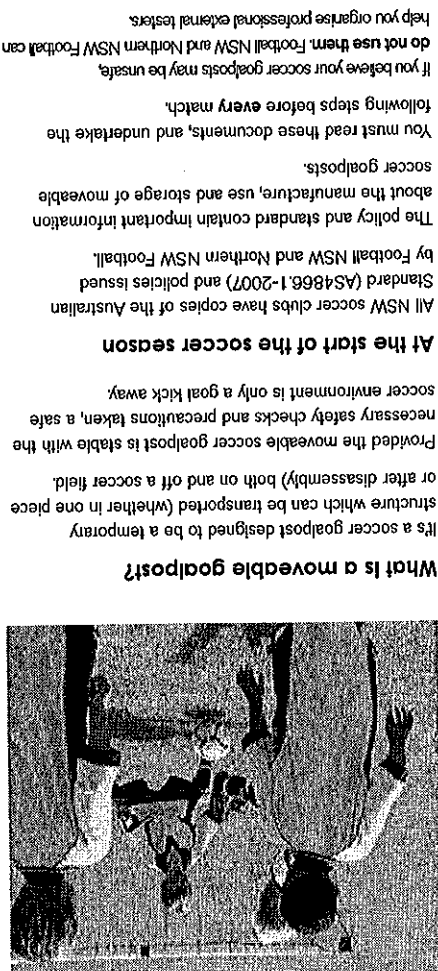 What is a moveable goalpost?
It's a soccer goalpost designed to be a temporary
structure which can be transported (whether in one piece
or after disassembly) both on and off a soccer field.
Provided the moveable soccer goalpost is stable with the
necessary safety checks and precautions taken, a safe
soccer environment is only a goal kick away.
At the start of the soccer season
All NSW soccer clubs have copies of the Australian
Standard (AS4866.1-2007) and policies issued
by Football NSW and Northern NSW Football.
The policy and standard contain important information
about the manufacture, use and storage of moveable
soccer goalposts.
You must read these documents, and undertake the
following steps before every match.
If you believe your soccer goalposts may be unsafe,
do not use them. Football NSW and Northern NSW Football can
help you organise professional external testers.